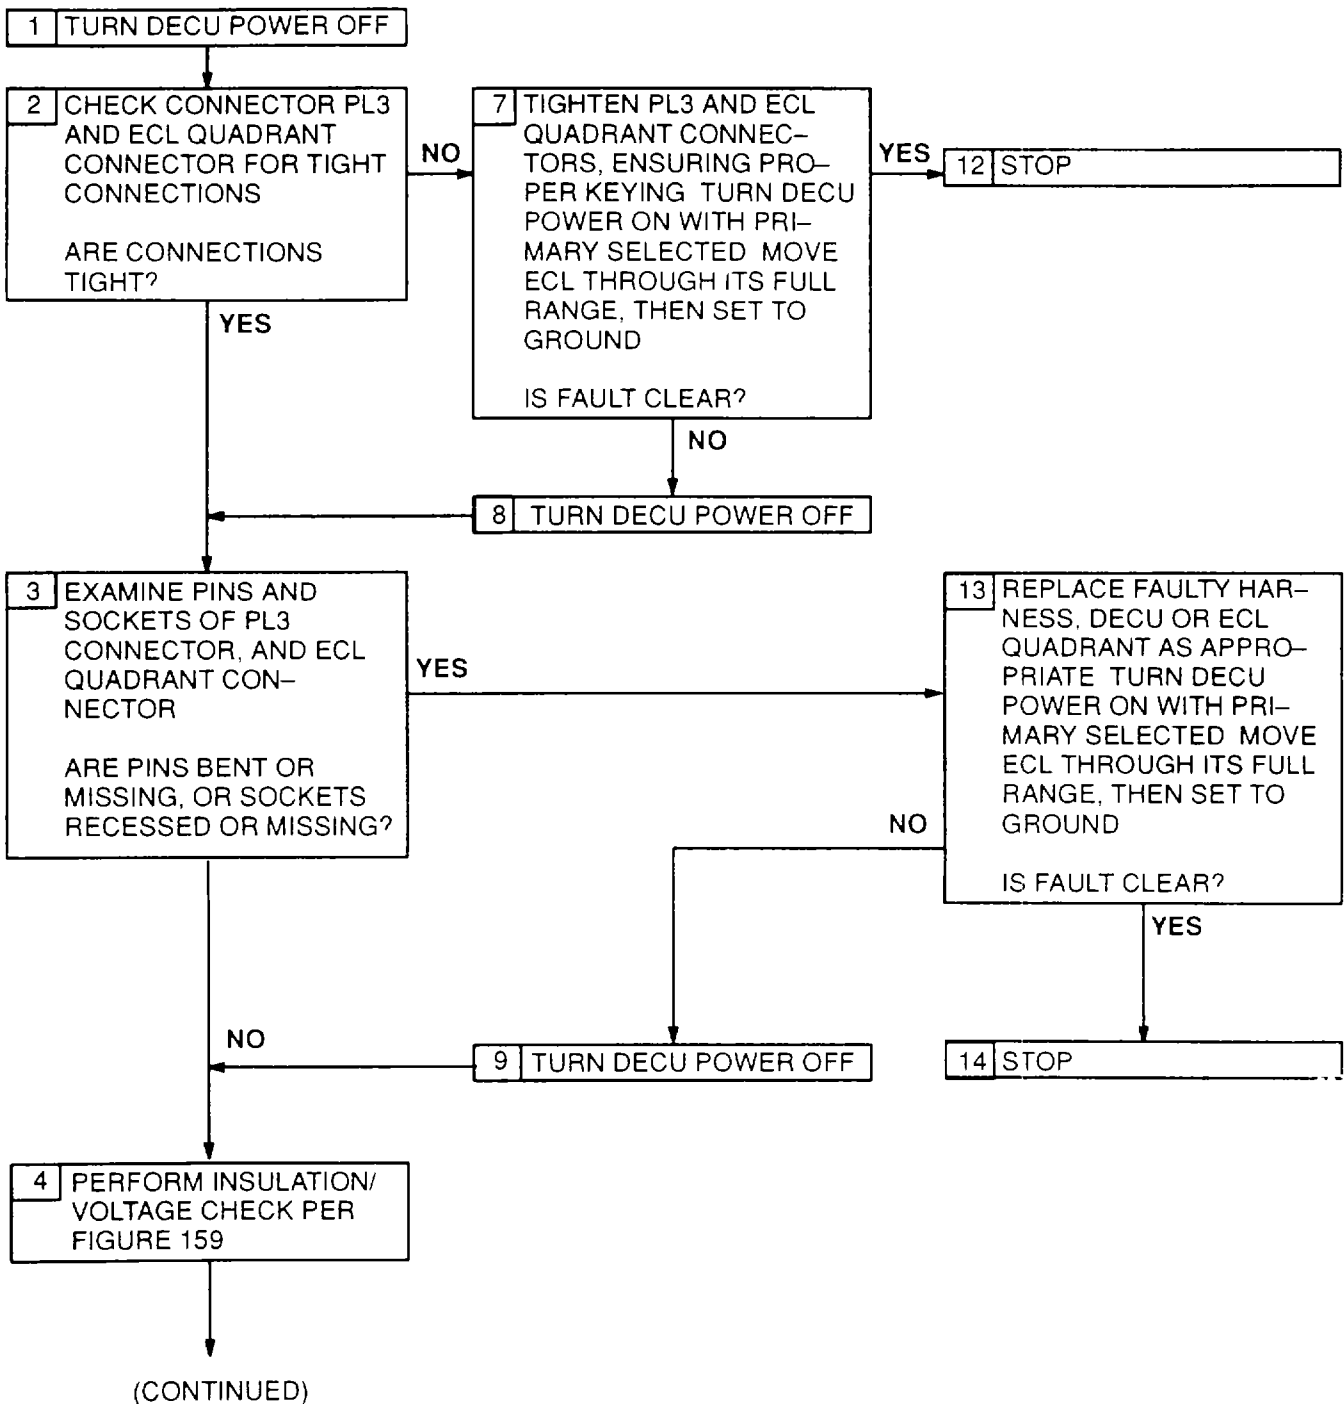 1 TURN DECU POWER OFF
2 CHECK CONNECTOR PL3
AND ECL QUADRANT
CONNECTOR FOR TIGHT
CONNECTIONS
ARE CONNECTIONS
TIGHT?
NO
YES
7 TIGHTEN PL3 AND ECL
QUADRANT CONNEC–
TORS, ENSURING PRO–
PER KEYING TURN DECU
POWER ON WITH PRI–
MARY SELECTED MOVE
ECL THROUGH ITS FULL
RANGE, THEN SET TO
GROUND
IS FAULT CLEAR?
YES
12 STOP
NO
8 TURN DECU POWER OFF
3 EXAMINE PINS AND
SOCKETS OF PL3
CONNECTOR, AND ECL
QUADRANT CON–
NECTOR
ARE PINS BENT OR
MISSING, OR SOCKETS
RECESSED OR MISSING?
YES
13 REPLACE FAULTY HAR–
NESS, DECU OR ECL
QUADRANT AS APPRO–
PRIATE TURN DECU
POWER ON WITH PRI–
MARY SELECTED MOVE
ECL THROUGH ITS FULL
RANGE, THEN SET TO
GROUND
IS FAULT CLEAR?
NO
YES
NO
9 TURN DECU POWER OFF
14 STOP
4 PERFORM INSULATION/
VOLTAGE CHECK PER
FIGURE 159
(CONTINUED)